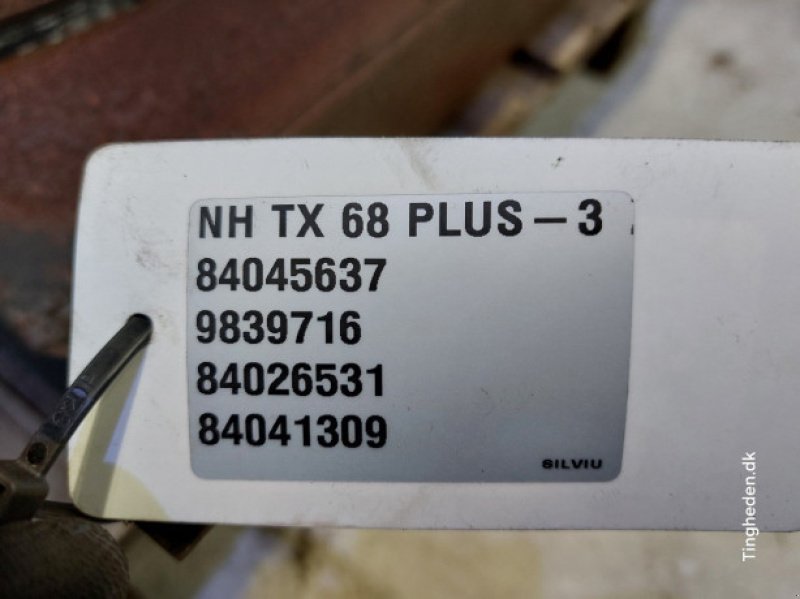 NH TX 68 PLUS – 3
84045637
9839716
84026531
84041309
SILVIU
Tingheden.dk